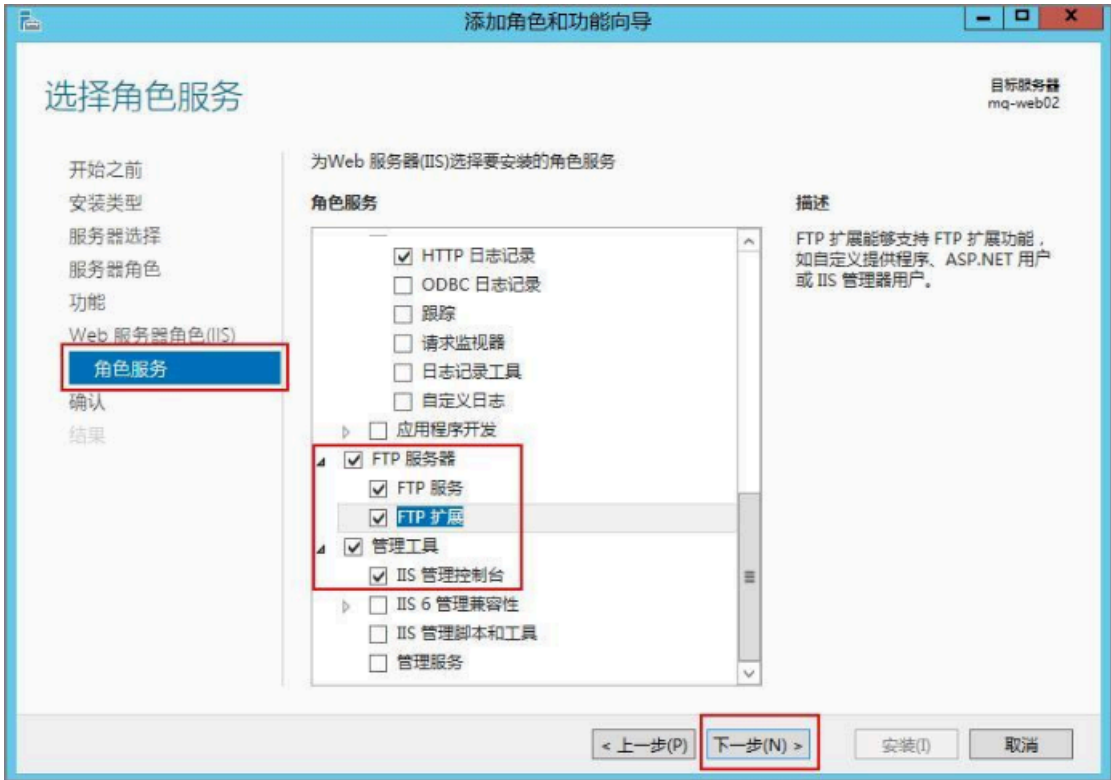 添加角色和功能向导
选择角色服务
目标服务器
mq-web02
开始之前
安装类型
服务器选择
服务器角色
功能
Web 服务器角色(IIS)
角色服务
确认
结果
为Web 服务器(IIS)选择要安装的角色服务
角色服务
HTTP 日志记录
ODBC 日志记录
跟踪
请求监视器
日志记录工具
自定义日志
应用程序开发
FTP 服务器
FTP 服务
FTP 扩展
管理工具
IIS 管理控制台
IIS 6 管理兼容性
IIS 管理脚本和工具
管理服务
描述
FTP 扩展能够支持 FTP 扩展功能，
如自定义提供程序、ASP.NET 用户
或 IIS 管理器用户。
< 上一步(P)
下一步(N) >
安装(I)
取消